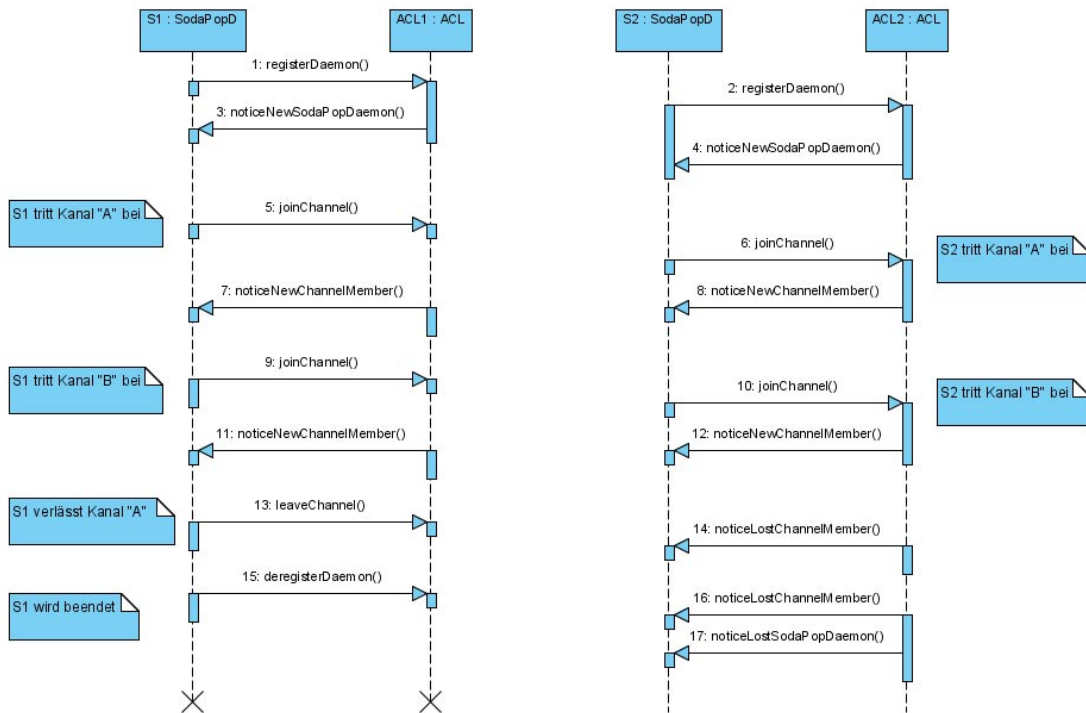 S1 : SodaPopD
ACL1 : ACL
S2 : SodaPopD
ACL2 : ACL
1: registerDaemon()
2: registerDaemon()
3: noticeNewSodaPopDaemon()
4: noticeNewSodaPopDaemon()
S1 tritt Kanal "A" bei
5: joinChannel()
6: joinChannel()
S2 tritt Kanal "A" bei
7: noticeNewChannelMember()
8: noticeNewChannelMember()
S1 tritt Kanal "B" bei
9: joinChannel()
10: joinChannel()
S2 tritt Kanal "B" bei
11: noticeNewChannelMember()
12: noticeNewChannelMember()
S1 verlässt Kanal "A"
13: leaveChannel()
14: noticeLostChannelMember()
15: deregisterDaemon()
S1 wird beendet
16: noticeLostChannelMember()
17: noticeLostSodaPopDaemon()